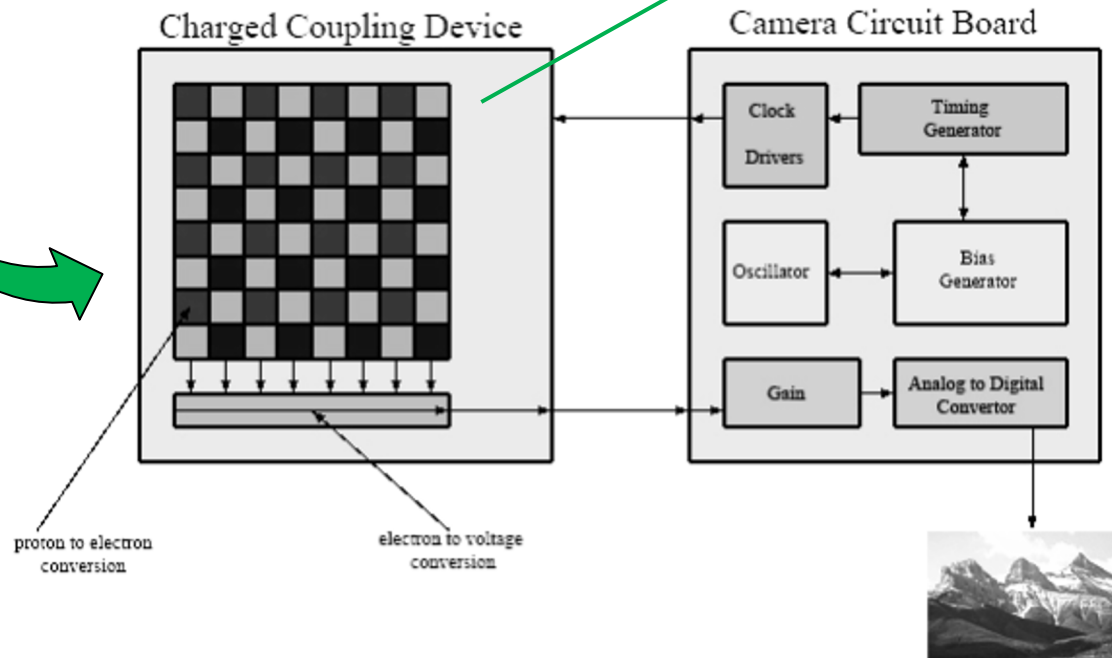 Charged Coupling Device
Camera Circuit Board
Clock
Drivers
Timing
Generator
Oscillator
Bias
Generator
Gain
Analog to Digital
Convertor
proton to electron
conversion
electron to voltage
conversion